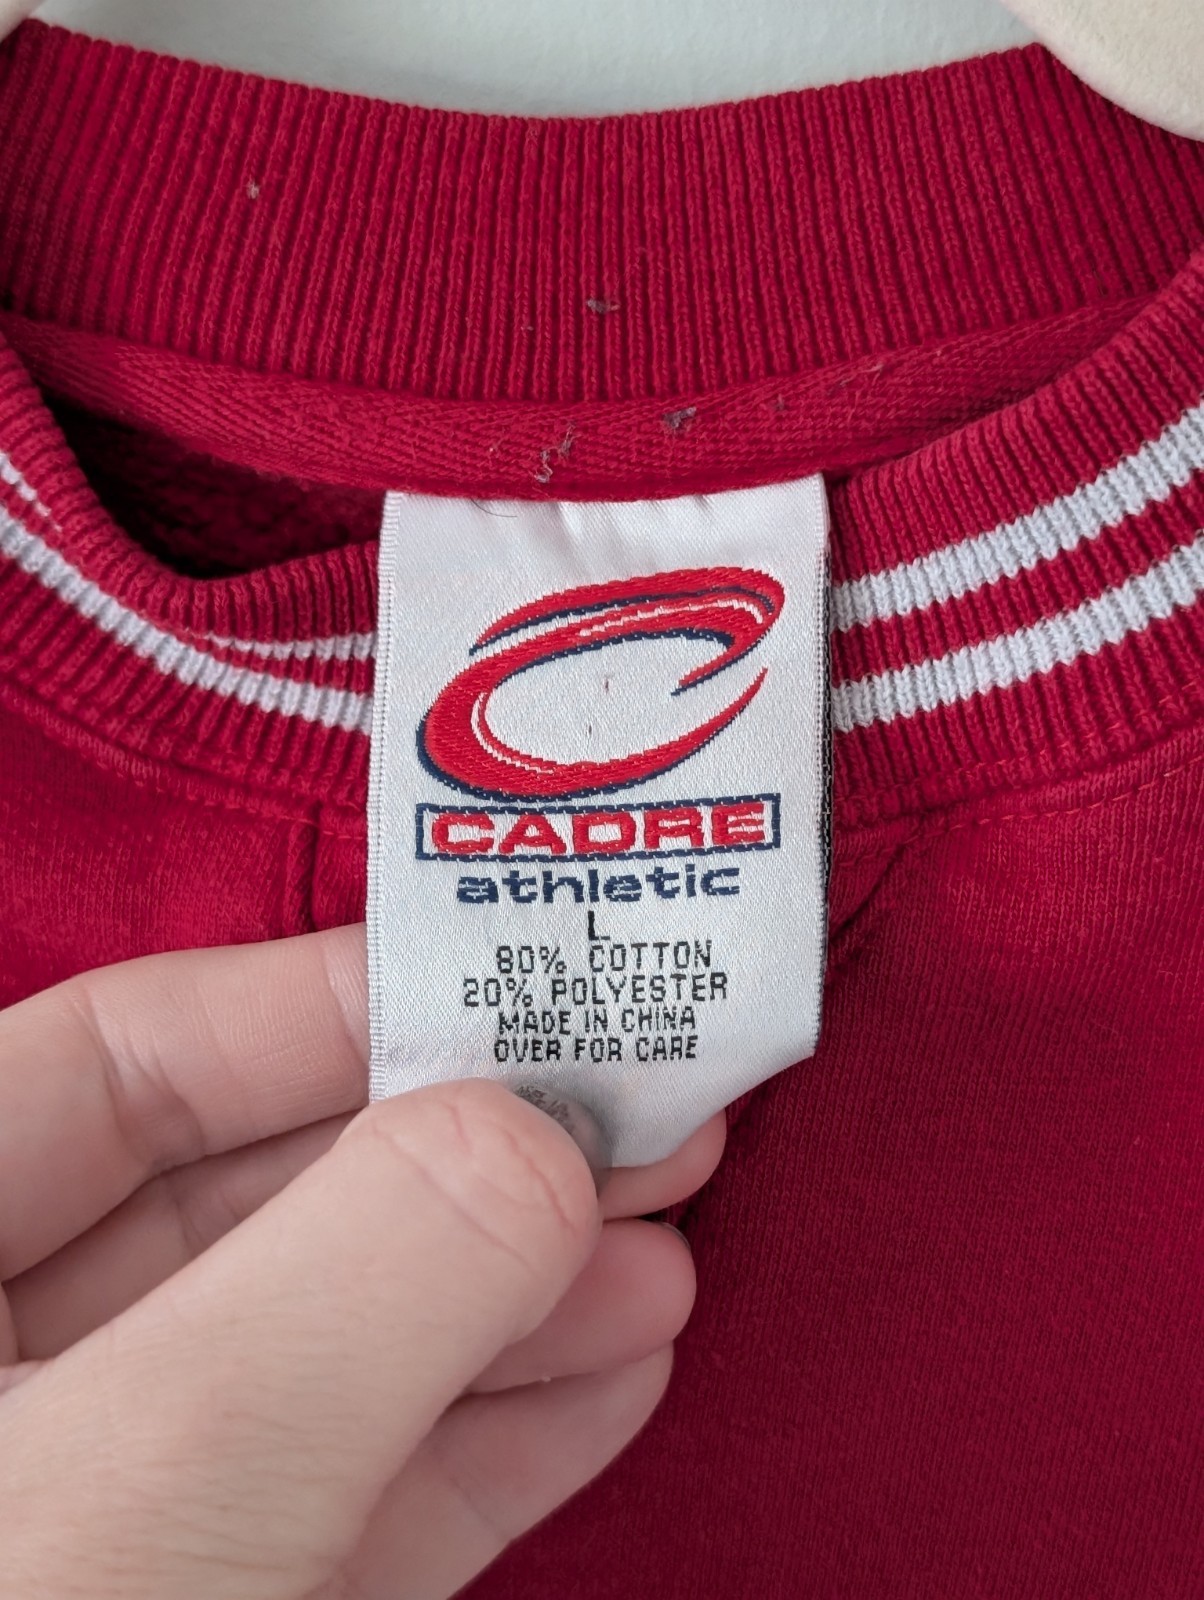 CADRE
athletic
L
80% COTTON
20% POLYESTER
MADE IN CHINA
OVER FOR CARE